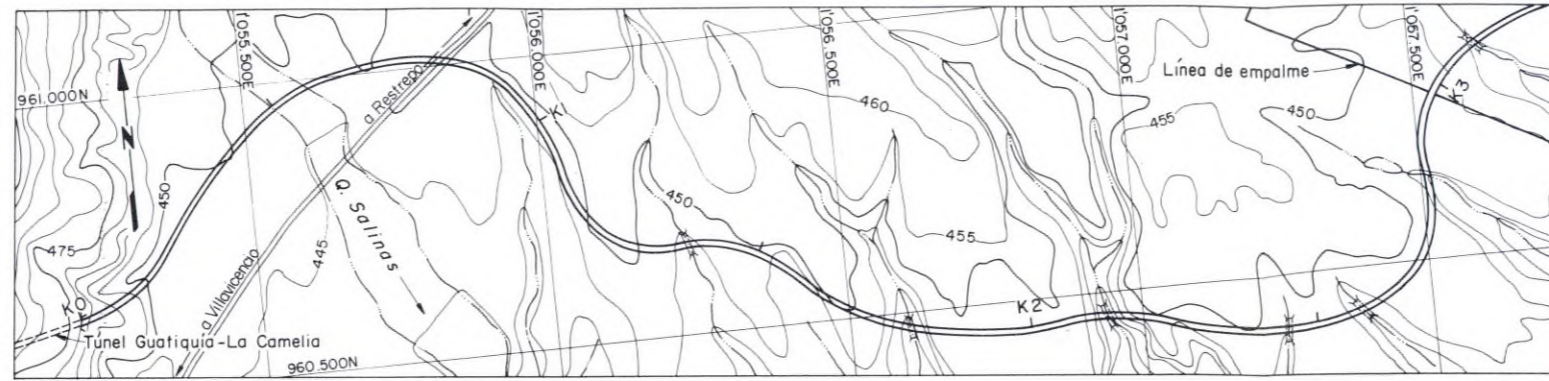 1'055.500E
1'056.000E
1'056.500E
1'057.000E
1'057.500E
961.000N
N
a Restrepo
K1
460
Línea de empalme
455
450
K3
450
475
Q. Salinas
445
450
455
a Villavicencio
K0
K2
Túnel Guatiquía-La Camelia
960.500N